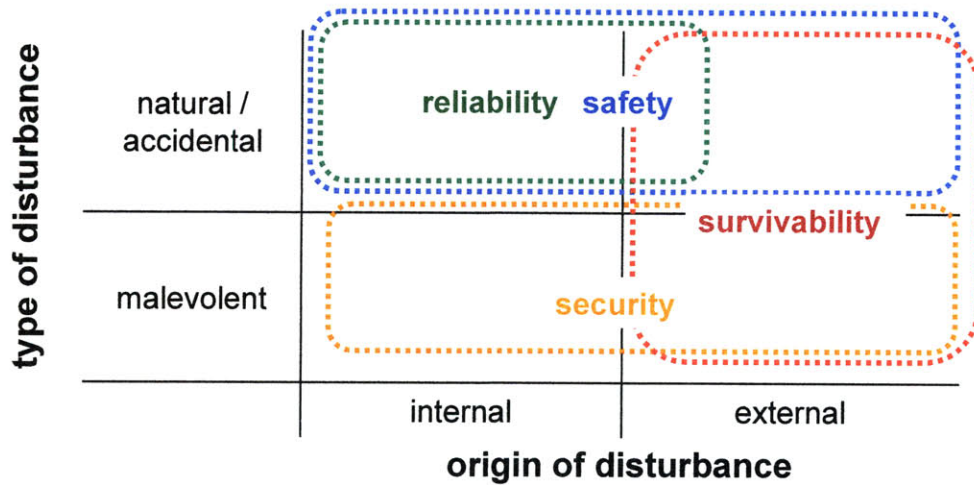 type of disturbance
natural /
accidental
reliability
safety
survivability
malevolent
security
internal
external
origin of disturbance